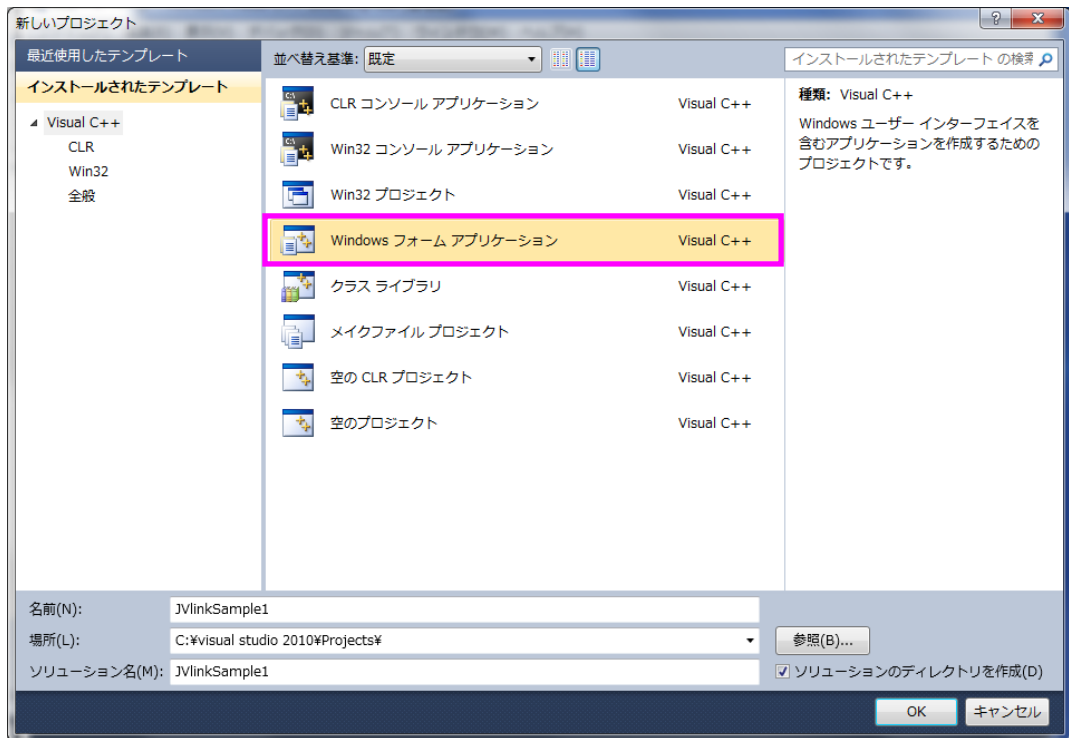 新しいプロジェクト
最近使用したテンプレート
インストールされたテンプレート
Visual C++
CLR
Win32
全般
並べ替え基準: 既定
CLR コンソール アプリケーション Visual C++
Win32 コンソール アプリケーション Visual C++
Win32 プロジェクト Visual C++
Windows フォーム アプリケーション Visual C++
クラス ライブラリ Visual C++
メイクファイル プロジェクト Visual C++
空の CLR プロジェクト Visual C++
空のプロジェクト Visual C++
インストールされたテンプレート の検索
種類: Visual C++
Windows ユーザー インターフェイスを
含むアプリケーションを作成するための
プロジェクトです。
名前(N): JVlinkSample1
場所(L): C:¥visual studio 2010¥Projects¥ 参照(B)...
ソリューション名(M): JVlinkSample1 ソリューションのディレクトリを作成(D)
OK キャンセル